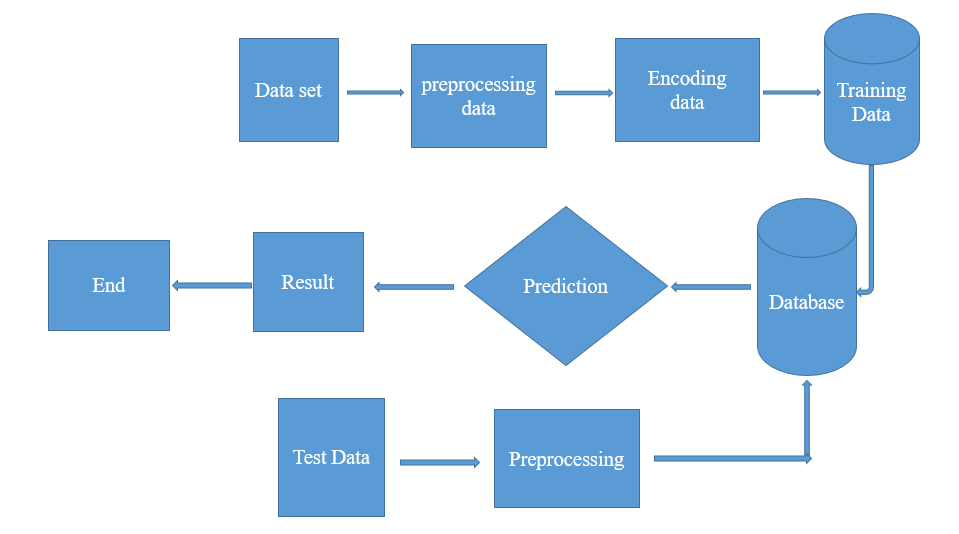 Data set
preprocessing
data
Encoding
data
Training
Data
End
Result
Prediction
Database
Test Data
Preprocessing